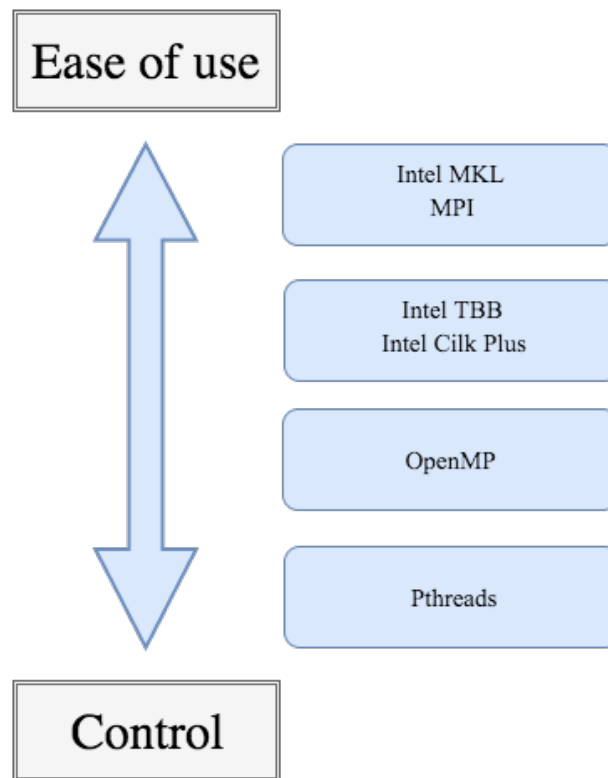 Ease of use
Intel MKL
MPI
Intel TBB
Intel Cilk Plus
OpenMP
Pthreads
Control